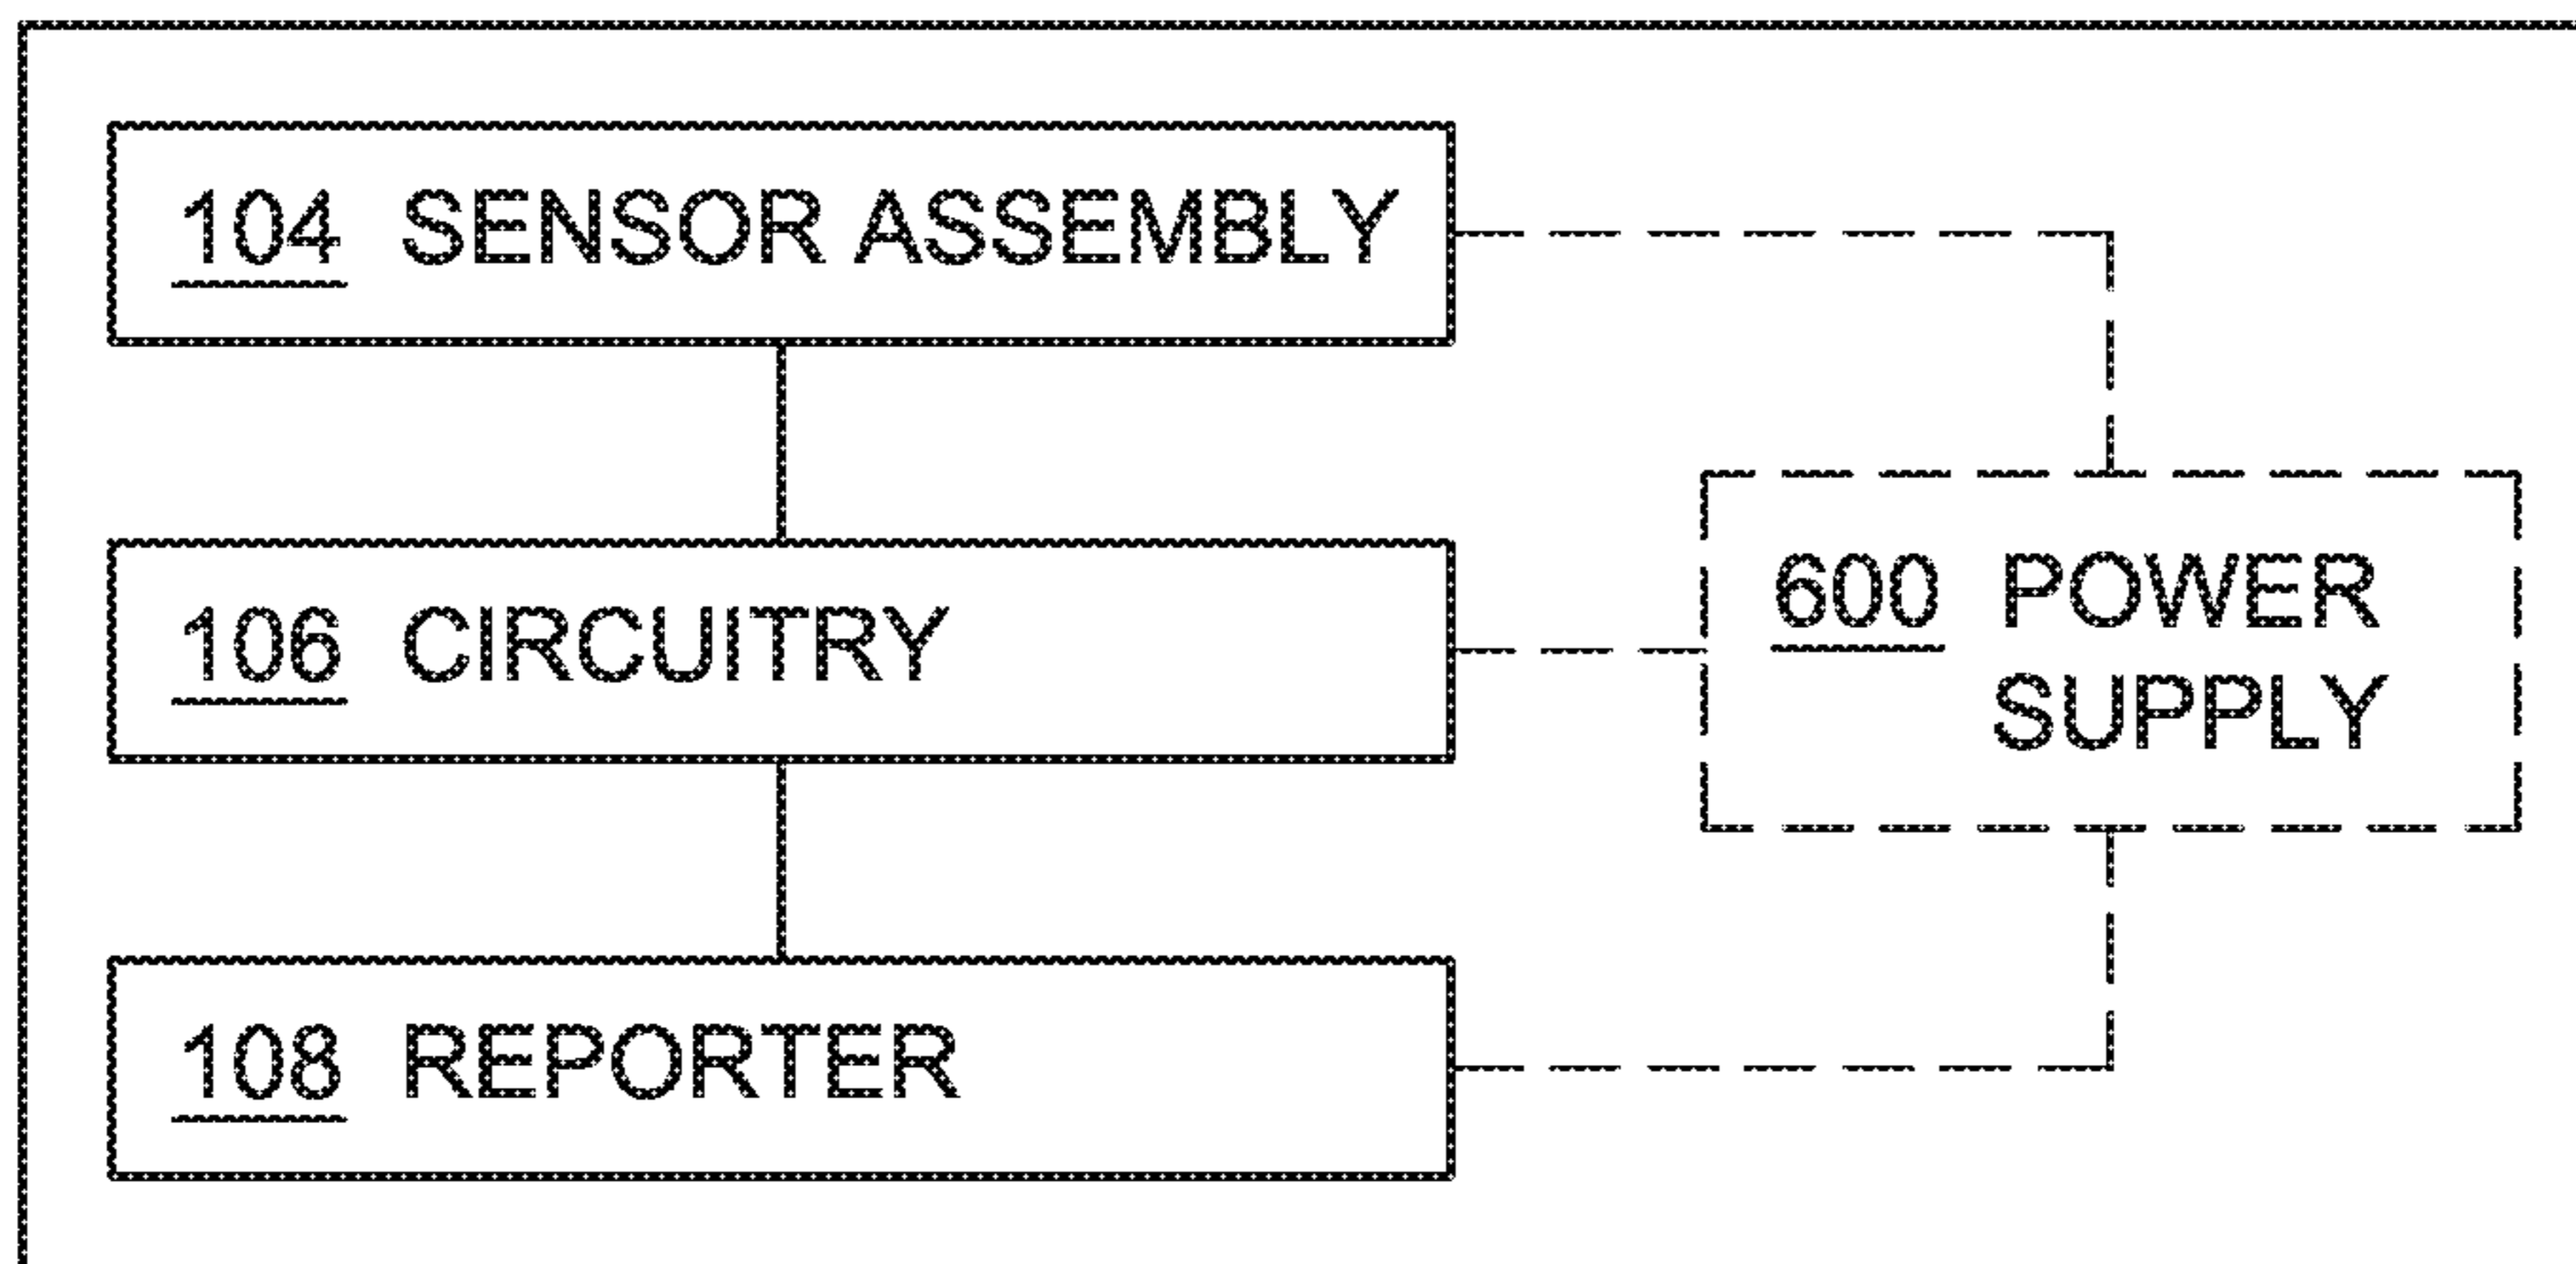 104 SENSOR ASSEMBLY
106 CIRCUITRY
600 POWER
SUPPLY
108 REPORTER